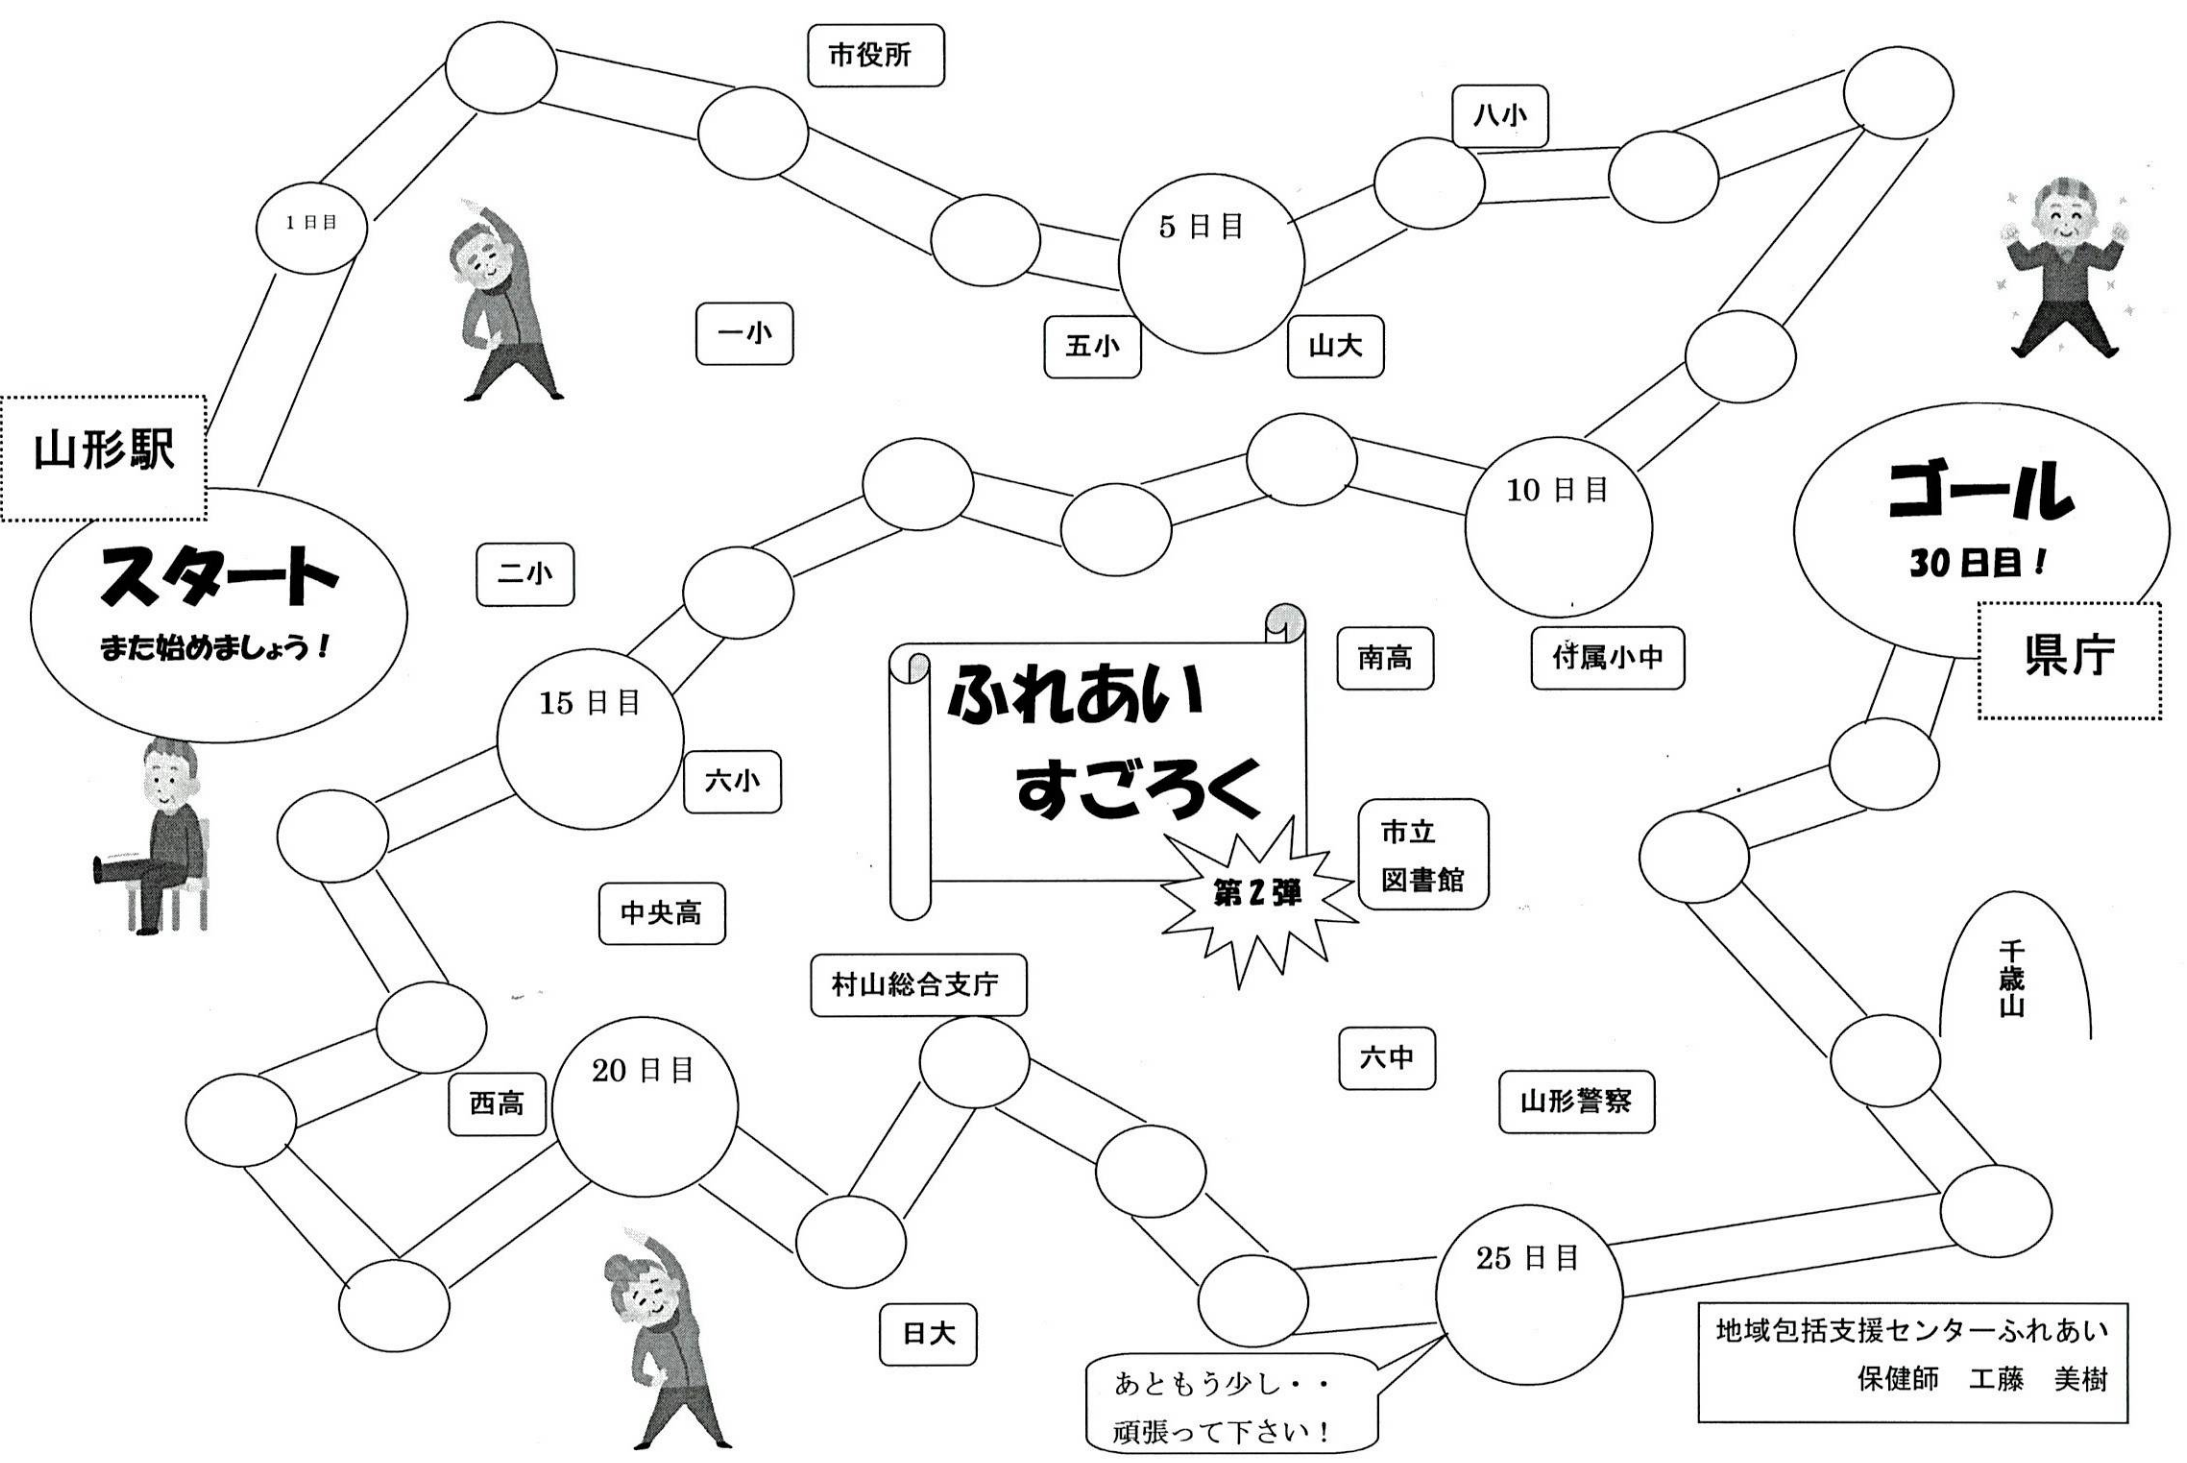 市役所
八小
1日目
5日目
一小
五小
山大
山形駅
スタート
また始めましょう！
10日目
ゴール
30日目！
県庁
二小
南高
付属小中
15日目
六小
ふれあい
すごろく
第2弾
市立
図書館
中央高
村山総合支庁
千歳山
六中
山形警察
西高
20日目
25日目
日大
あともう少し・・
頑張って下さい！
地域包括支援センターふれあい
保健師　工藤　美樹